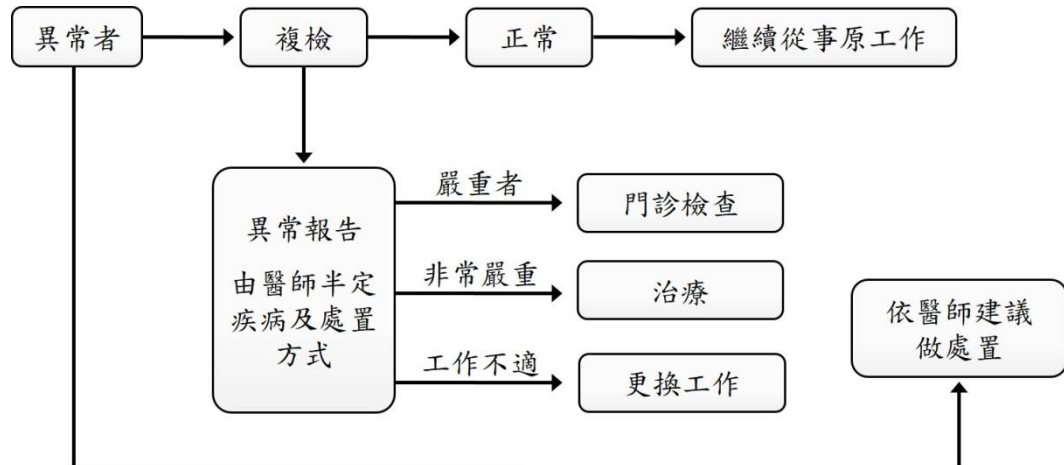 異常者
複檢
正常
繼續從事原工作
異常報告
由醫師半定
疾病及處置
方式
嚴重者
門診檢查
非常嚴重
治療
工作不適
更換工作
依醫師建議
做處置